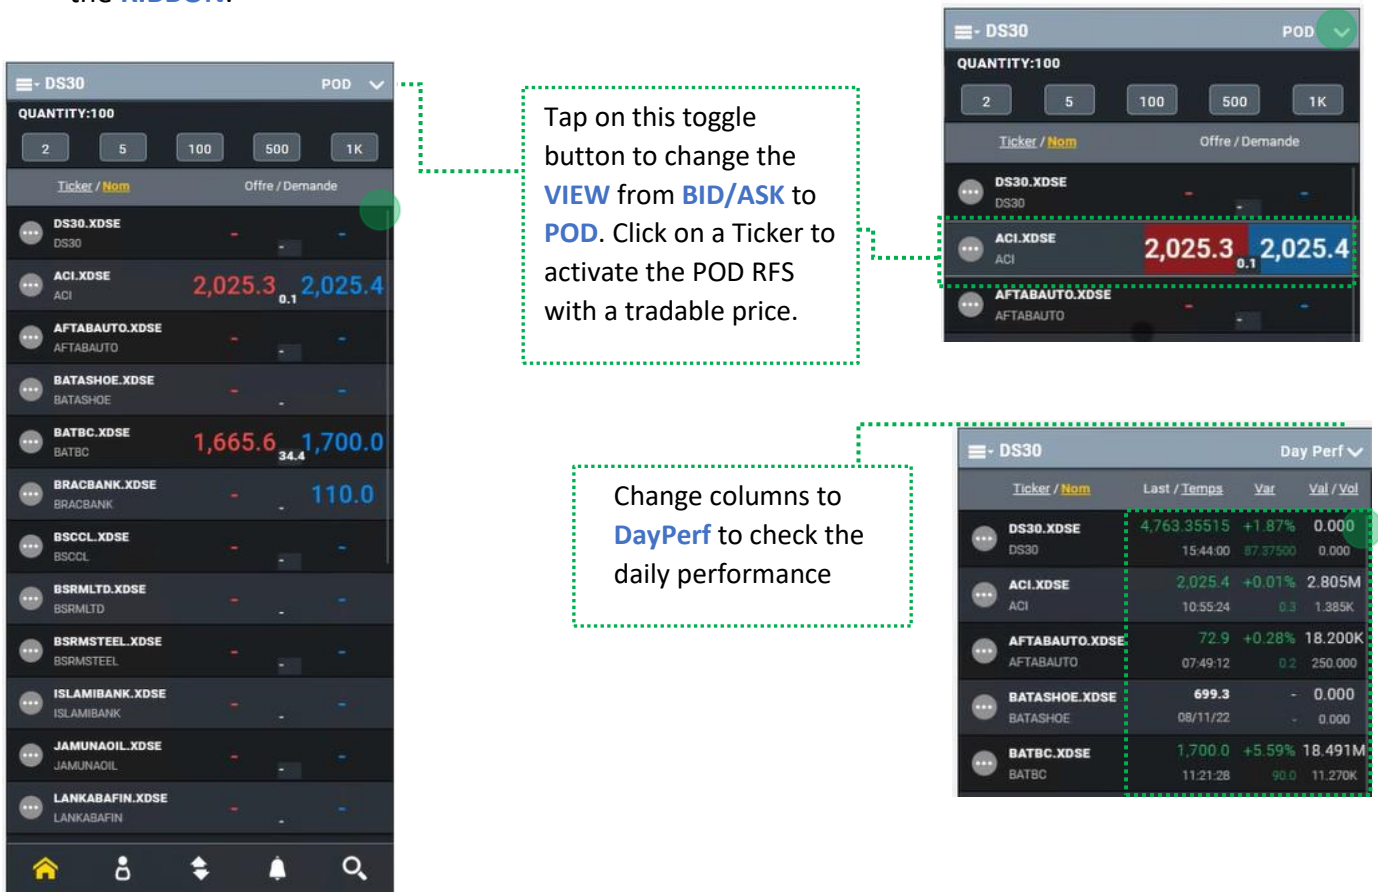 the RIBBON.
DS30 POD
QUANTITY:100
2 5 100 500 1K
Ticker / Nom Offre / Demande
DS30.XDSE - -
DS30 -
ACI.XDSE 2,025.3 0.1 2,025.4
ACI
AFTABAUTO.XDSE - -
AFTABAUTO -
BATASHOE.XDSE - -
BATASHOE -
BATBC.XDSE 1,665.6 34.4 1,700.0
BATBC
BRACBANK.XDSE - 110.0
BRACBANK -
BSCCL.XDSE - -
BSCCL -
BSRMLTD.XDSE - -
BSRMLTD -
BSRMSTEEL.XDSE - -
BSRMSTEEL -
ISLAMIBANK.XDSE - -
ISLAMIBANK -
JAMUNAOIL.XDSE - -
JAMUNAOIL -
LANKABAFIN.XDSE - -
LANKABAFIN -
Tap on this toggle
button to change the
VIEW from BID/ASK to
POD. Click on a Ticker to
activate the POD RFS
with a tradable price.
DS30 POD
QUANTITY:100
2 5 100 500 1K
Ticker / Nom Offre / Demande
DS30.XDSE - -
DS30 -
ACI.XDSE 2,025.3 0.1 2,025.4
ACI
AFTABAUTO.XDSE - -
AFTABAUTO -
Change columns to
DayPerf to check the
daily performance
DS30 Day Perf
Ticker / Nom Last / Temps Var Val / Vol
DS30.XDSE 4,763.35515 +1.87% 0.000
DS30 15:44:00 87.37500 0.000
ACI.XDSE 2,025.4 +0.01% 2.805M
ACI 10:55:24 0.3 1.385K
AFTABAUTO.XDSE 72.9 +0.28% 18.200K
AFTABAUTO 07:49:12 0.2 250.000
BATASHOE.XDSE 699.3 - 0.000
BATASHOE 08/11/22 - 0.000
BATBC.XDSE 1,700.0 +5.59% 18.491M
BATBC 11:21:28 90.0 11.270K